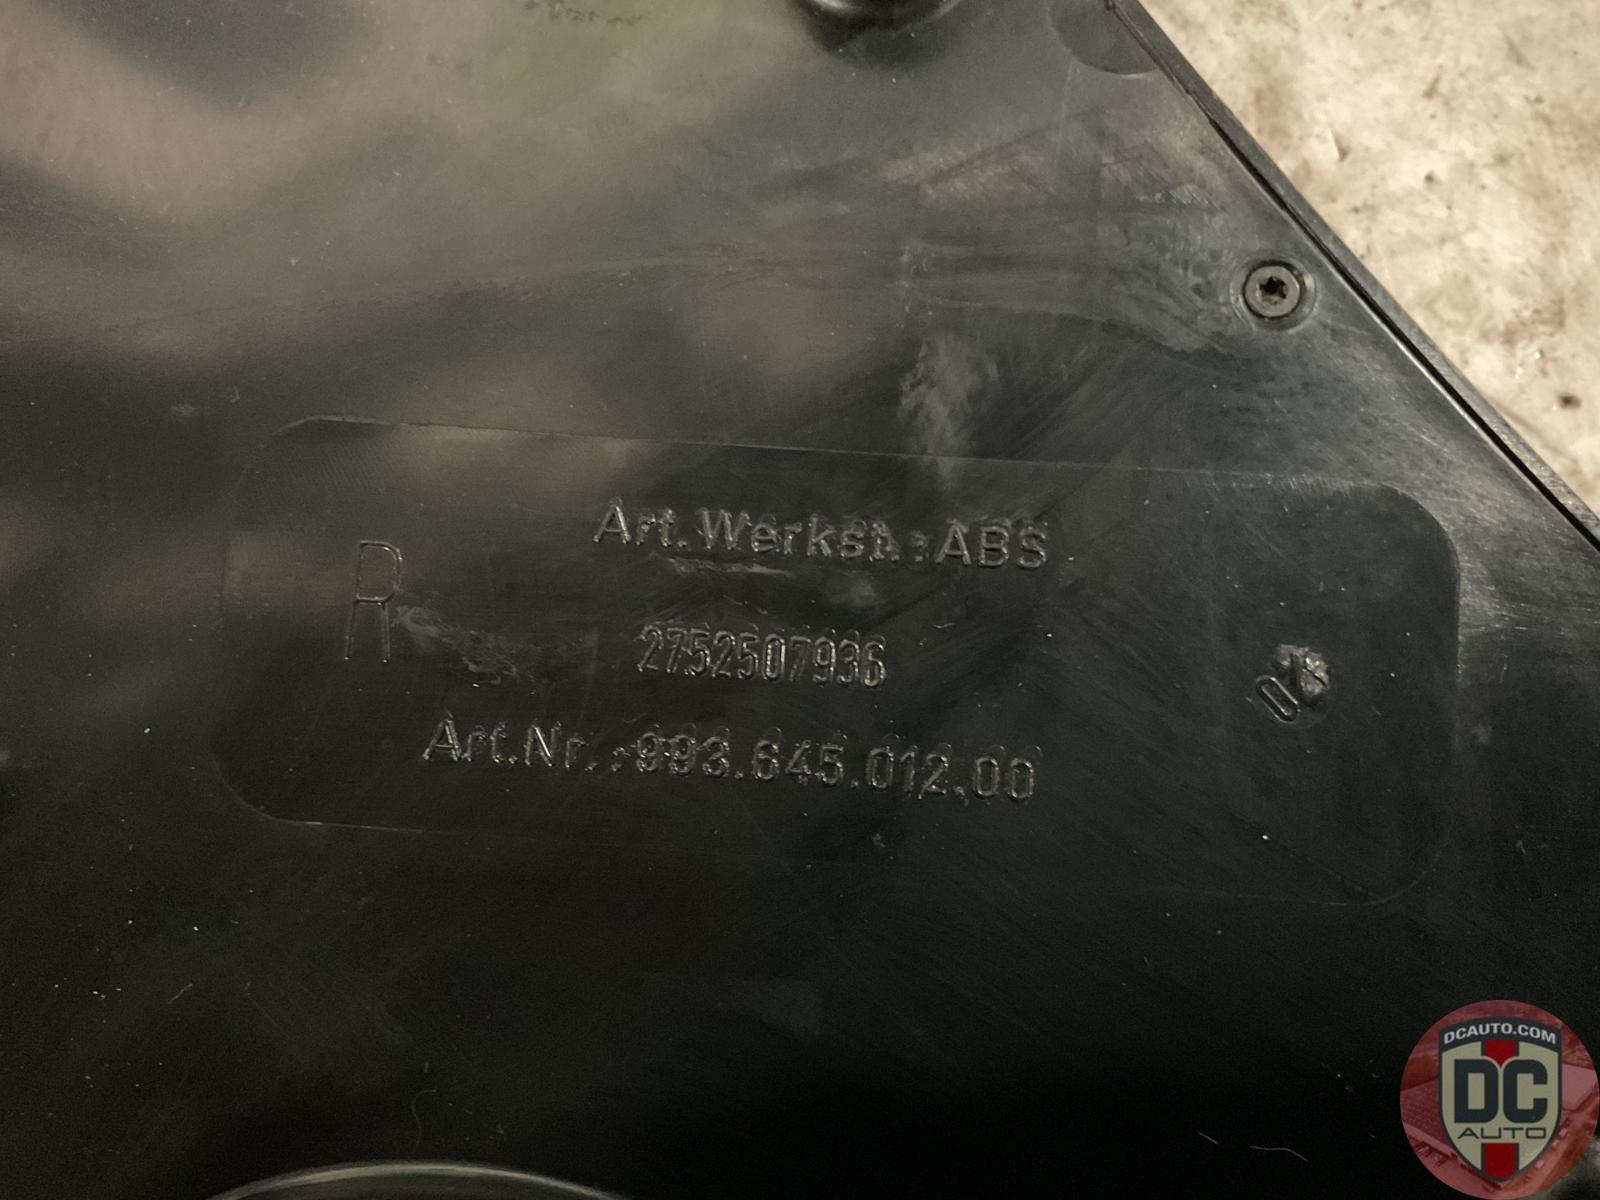 Art.Werkst.:ABS
R
2752507936
Art.Nr.:993.645.012.00
DCAUTO.COM
DC
AUTO